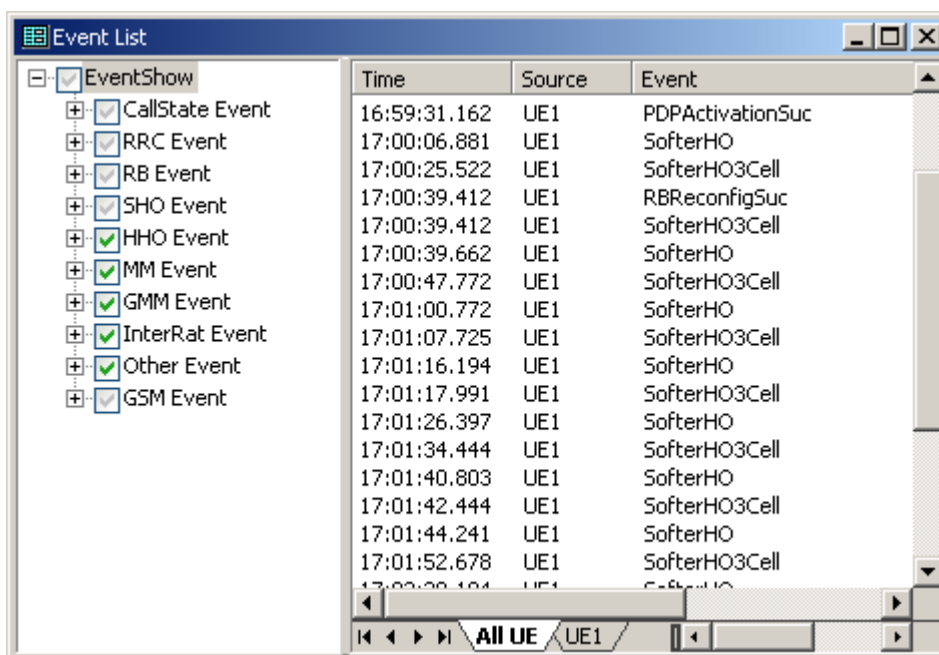 Event List
EventShow
CallState Event
RRC Event
RB Event
SHO Event
HHO Event
MM Event
GMM Event
InterRat Event
Other Event
GSM Event
Time Source Event
16:59:31.162 UE1 PDPActivationSuc
17:00:06.881 UE1 SofterHO
17:00:25.522 UE1 SofterHO3Cell
17:00:39.412 UE1 RBReconfigSuc
17:00:39.412 UE1 SofterHO3Cell
17:00:39.662 UE1 SofterHO
17:00:47.772 UE1 SofterHO3Cell
17:01:00.772 UE1 SofterHO
17:01:07.725 UE1 SofterHO3Cell
17:01:16.194 UE1 SofterHO
17:01:17.991 UE1 SofterHO3Cell
17:01:26.397 UE1 SofterHO
17:01:34.444 UE1 SofterHO3Cell
17:01:40.803 UE1 SofterHO
17:01:42.444 UE1 SofterHO3Cell
17:01:44.241 UE1 SofterHO
17:01:52.678 UE1 SofterHO3Cell
All UE UE1